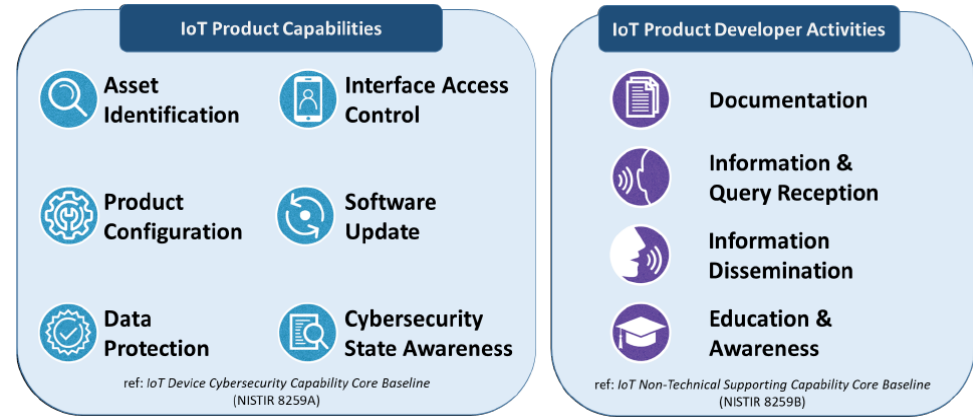 IoT Product Capabilities
Asset
Identification
Interface Access
Control
Product
Configuration
Software
Update
Data
Protection
Cybersecurity
State Awareness
ref: IoT Device Cybersecurity Capability Core Baseline
(NISTIR 8259A)
IoT Product Developer Activities
Documentation
Information &
Query Reception
Information
Dissemination
Education &
Awareness
ref: IoT Non-Technical Supporting Capability Core Baseline
(NISTIR 8259B)